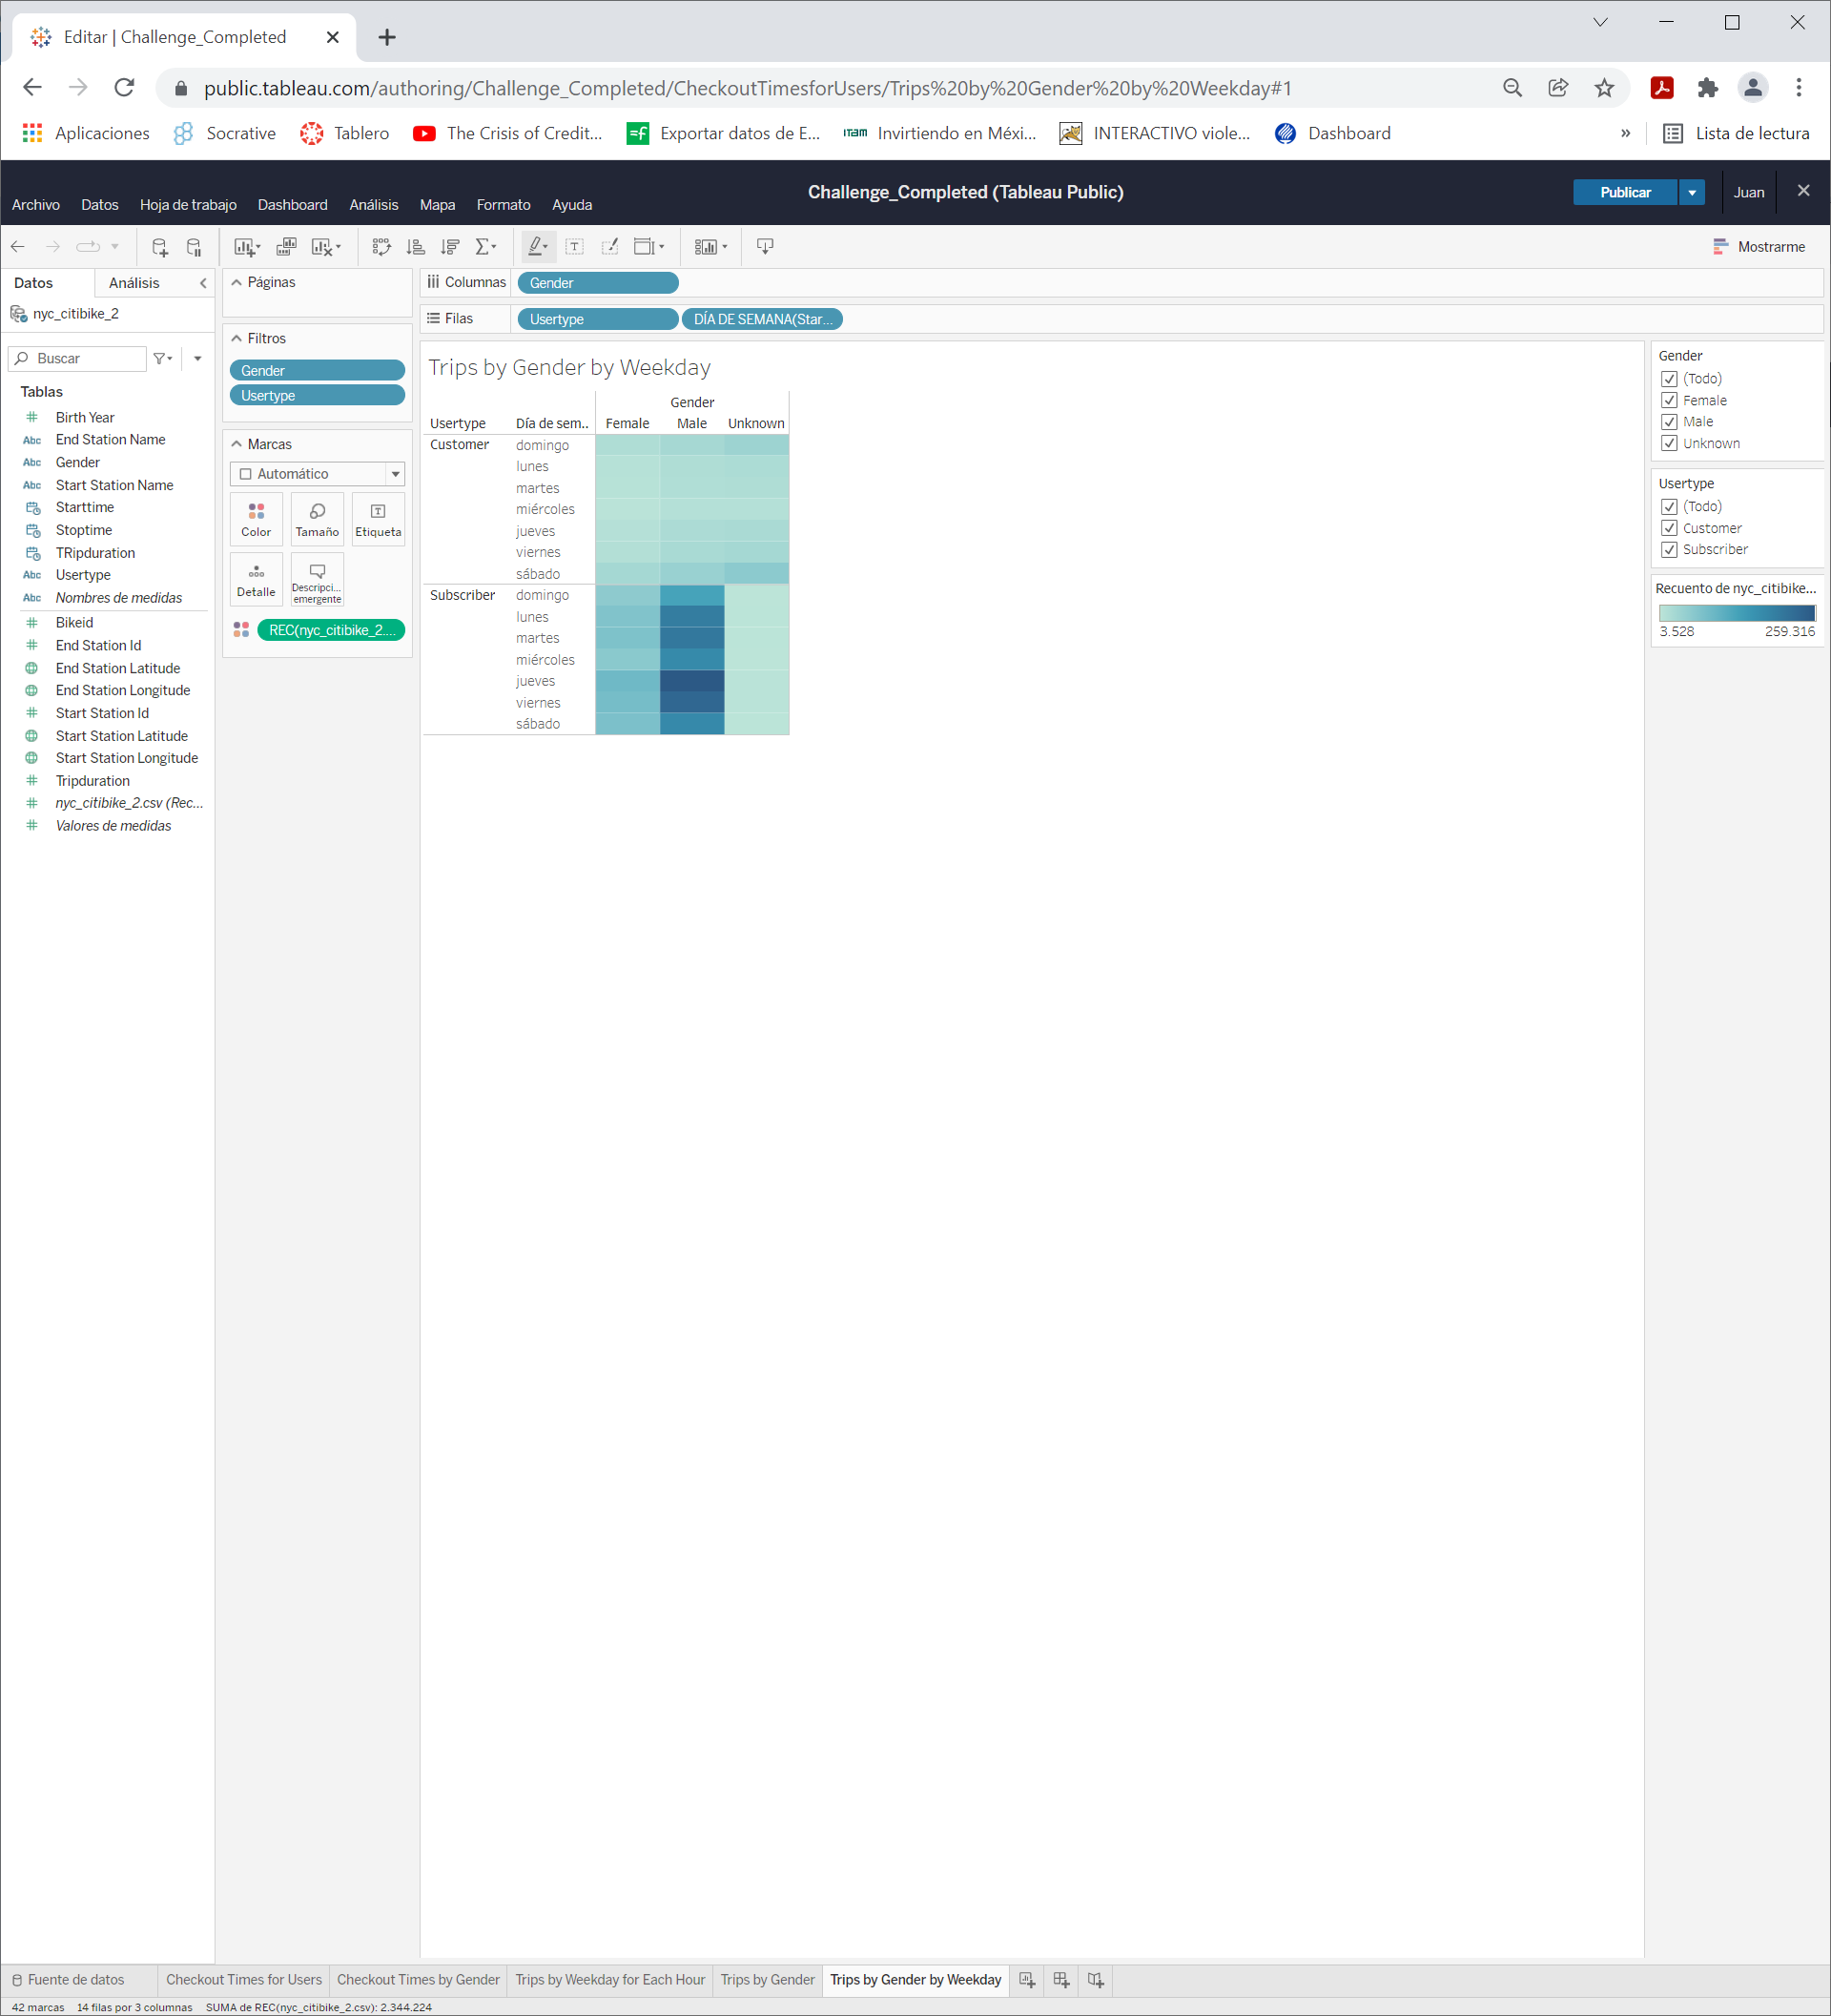 Editar | Challenge_Completed
public.tableau.com/authoring/Challenge_Completed/CheckoutTimesforUsers/Trips%20by%20Gender%20by%20Weekday#1
Aplicaciones Socrative Tablero The Crisis of Credit... Exportar datos de E... ITAM Invirtiendo en Méxi... INTERACTIVO viole... Dashboard » Lista de lectura
Challenge_Completed (Tableau Public)
Publicar Juan
Archivo Datos Hoja de trabajo Dashboard Análisis Mapa Formato Ayuda
Mostrarme
Datos Análisis
nyc_citibike_2
Buscar
Tablas
Birth Year
Abc End Station Name
Abc Gender
Abc Start Station Name
Starttime
Stoptime
TRipduration
Abc Usertype
Abc Nombres de medidas
Bikeid
End Station Id
End Station Latitude
End Station Longitude
Start Station Id
Start Station Latitude
Start Station Longitude
Tripduration
nyc_citibike_2.csv (Rec...
Valores de medidas
Páginas
Filtros
Gender
Usertype
Marcas
Automático
Color Tamaño Etiqueta
Detalle Descripci... emergente
REC(nyc_citibike_2....
Columnas Gender
Filas Usertype DÍA DE SEMANA(Star...
Trips by Gender by Weekday
Gender
Usertype Día de sem.. Female Male Unknown
Customer domingo
lunes
martes
miércoles
jueves
viernes
sábado
Subscriber domingo
lunes
martes
miércoles
jueves
viernes
sábado
Gender
(Todo)
Female
Male
Unknown
Usertype
(Todo)
Customer
Subscriber
Recuento de nyc_citibike...
3.528 259.316
Fuente de datos Checkout Times for Users Checkout Times by Gender Trips by Weekday for Each Hour Trips by Gender Trips by Gender by Weekday
42 marcas 14 filas por 3 columnas SUMA de REC(nyc_citibike_2.csv): 2.344.224